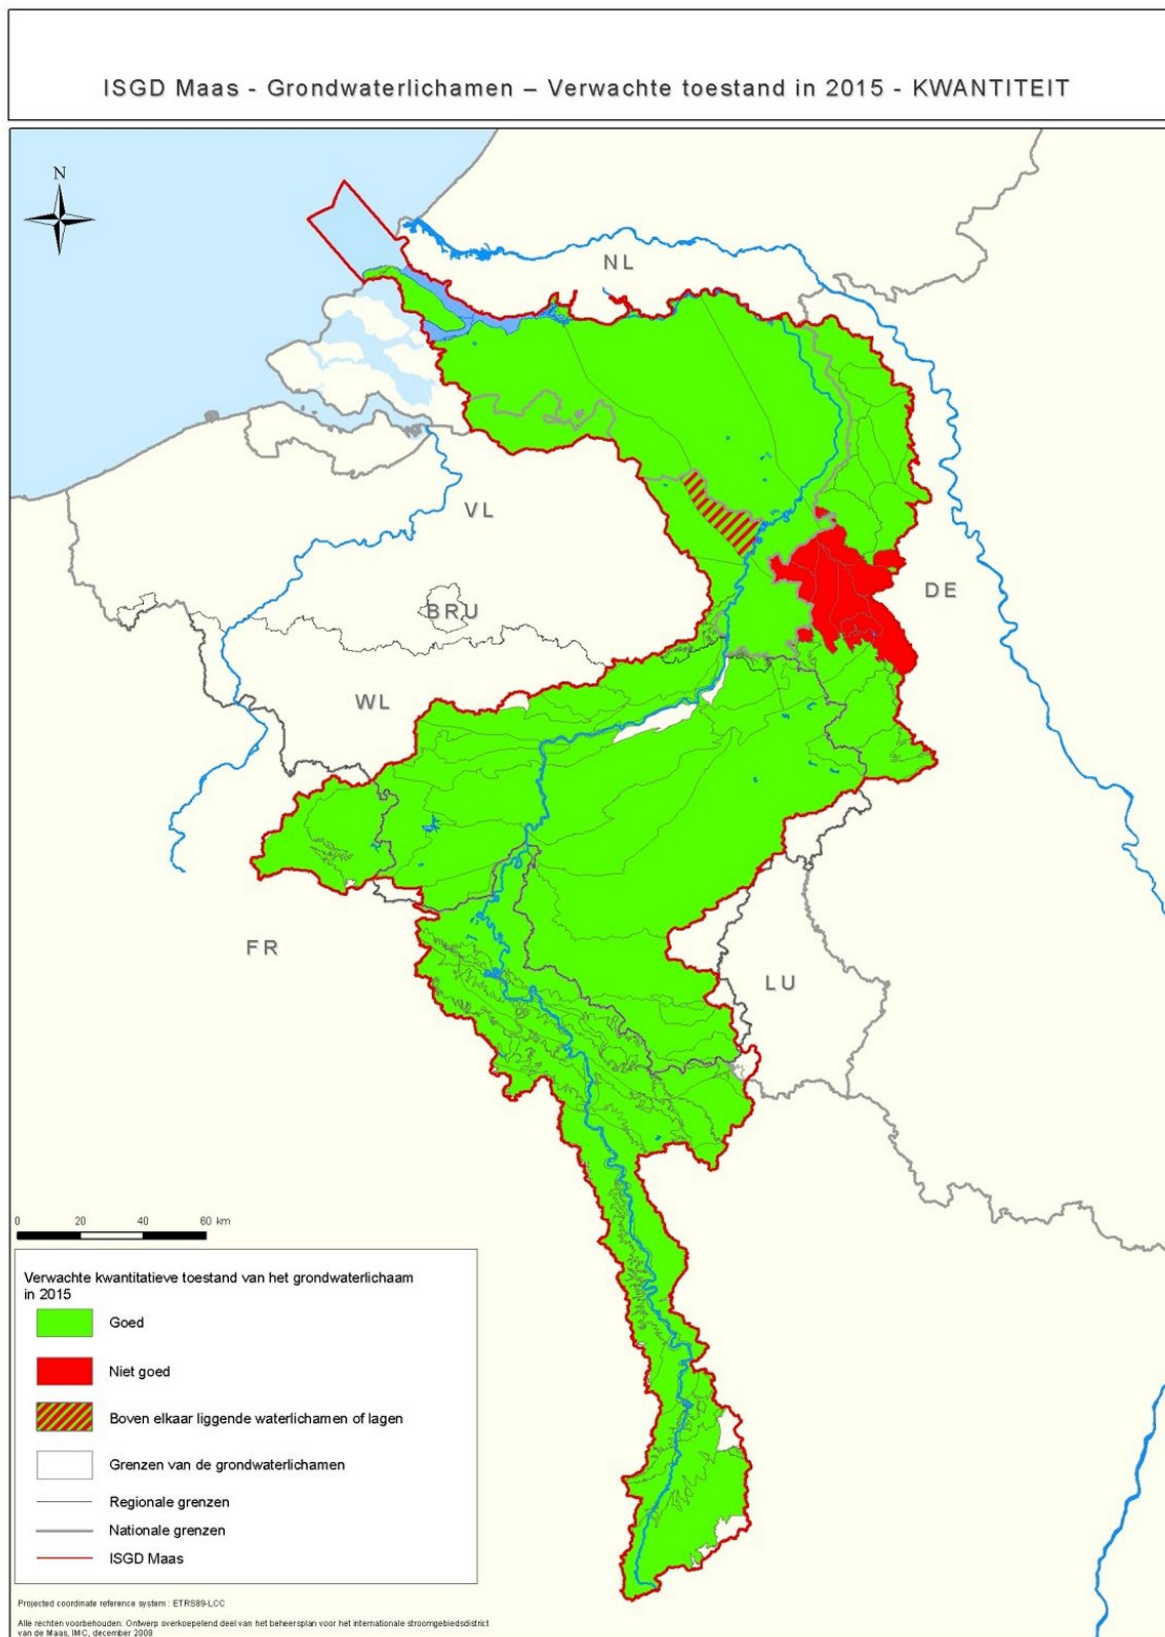 ISGD Maas - Grondwaterlichamen – Verwachte toestand in 2015 - KWANTITEIT
N
NL
VL
BRU
DE
WL
FR
LU
0 20 40 60 km
Verwachte kwantitatieve toestand van het grondwaterlichaam
in 2015
Goed
Niet goed
Boven elkaar liggende waterlichamen of lagen
Grenzen van de grondwaterlichamen
Regionale grenzen
Nationale grenzen
ISGD Maas
Projected coordinate reference system : ETRS89-LCC
Alle rechten voorbehouden: Ontwerp overkoepelend deel van het beheersplan voor het internationale stroomgebiedsdistrict
van de Maas, IMC, december 2008